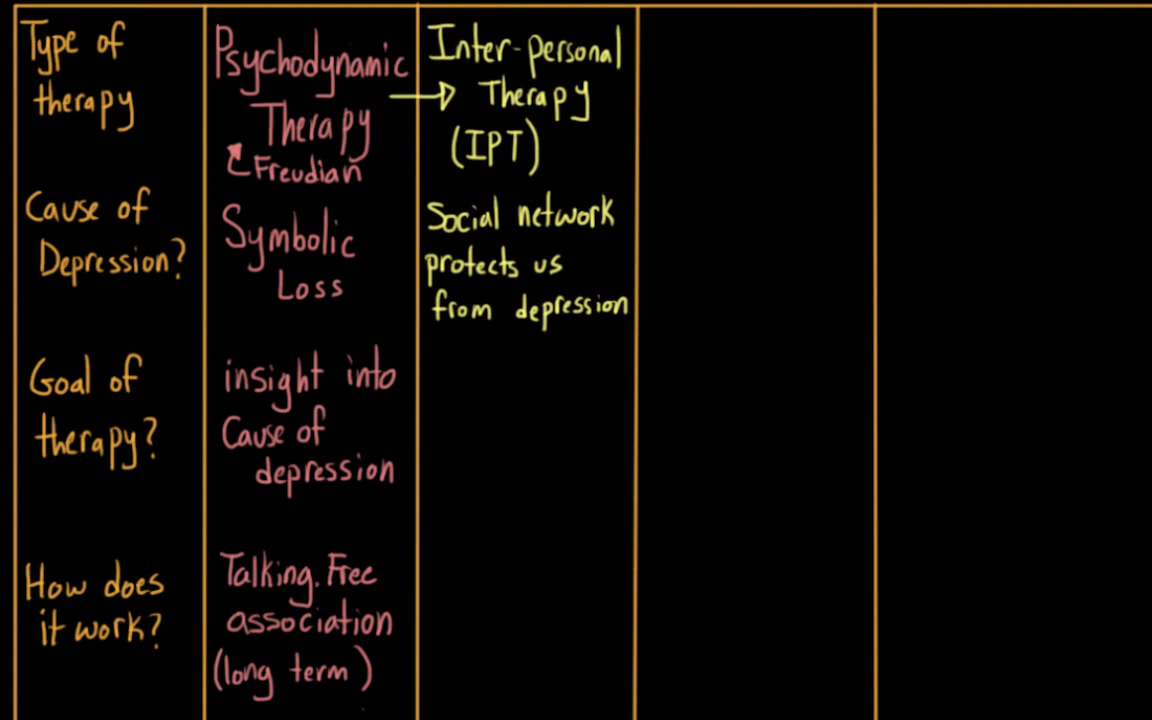 Type of
therapy
Psychodynamic
Therapy
Freudian
Inter-personal
Therapy
(IPT)
Cause of
Depression?
Symbolic
Loss
Social network
protects us
from depression
Goal of
therapy?
insight into
Cause of
depression
How does
it work?
Talking. Free
association
(long term)